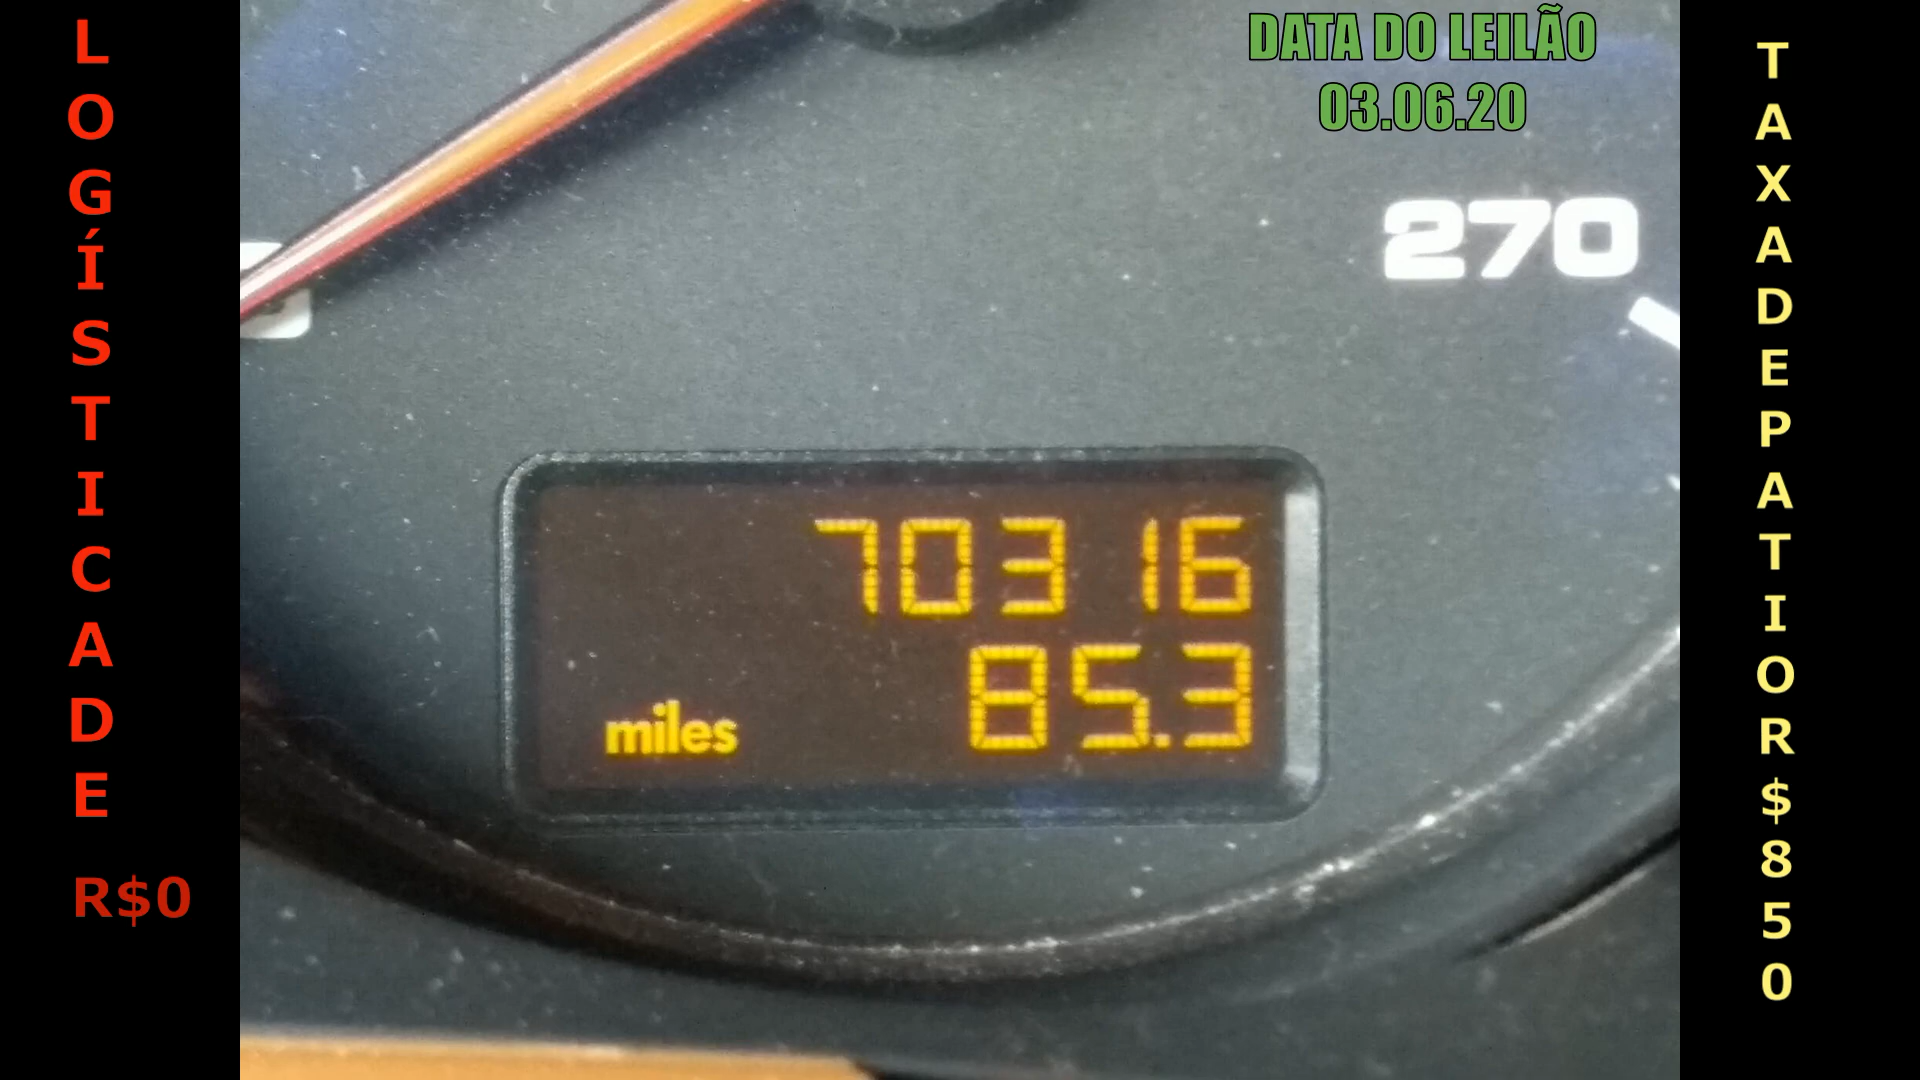 LOGÍSTICA DE
R$0
DATA DO LEILÃO
03.06.20
270
70316
85.3
miles
TAXA DE PATIO R$850